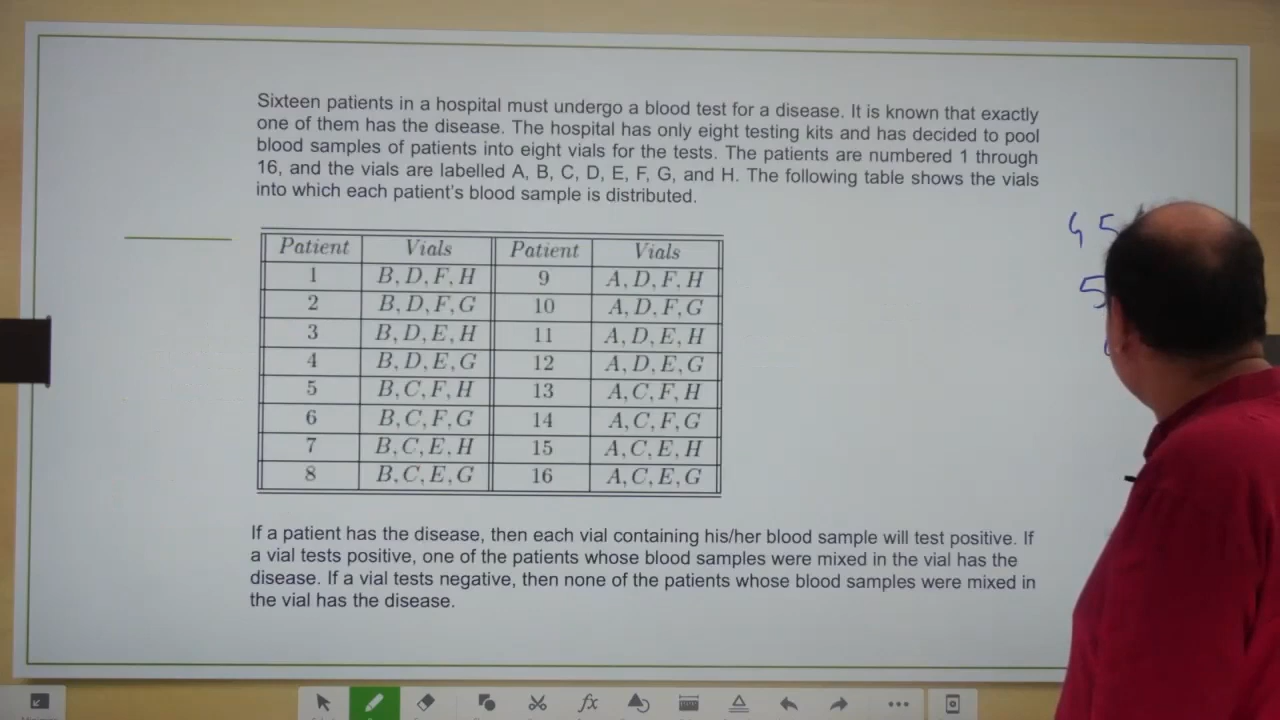 Sixteen patients in a hospital must undergo a blood test for a disease. It is known that exactly
one of them has the disease. The hospital has only eight testing kits and has decided to pool
blood samples of patients into eight vials for the tests. The patients are numbered 1 through
16, and the vials are labelled A, B, C, D, E, F, G, and H. The following table shows the vials
into which each patient's blood sample is distributed.
45
5
Patient Vials Patient Vials
1 B, D, F, H 9 A, D, F, H
2 B, D, F, G 10 A, D, F, G
3 B, D, E, H 11 A, D, E, H
4 B, D, E, G 12 A, D, E, G
5 B, C, F, H 13 A, C, F, H
6 B, C, F, G 14 A, C, F, G
7 B, C, E, H 15 A, C, E, H
8 B, C, E, G 16 A, C, E, G
If a patient has the disease, then each vial containing his/her blood sample will test positive. If
a vial tests positive, one of the patients whose blood samples were mixed in the vial has the
disease. If a vial tests negative, then none of the patients whose blood samples were mixed in
the vial has the disease.
fx